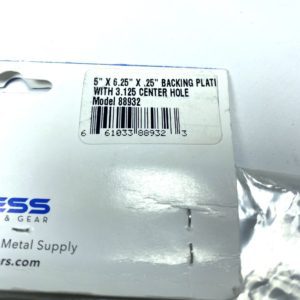 5" X 6.25" X .25" BACKING PLATI
WITH 3.125 CENTER HOLE
Model 88932
6 61033 88932 3
ESS
& GEAR
Metal Supply
rs.com